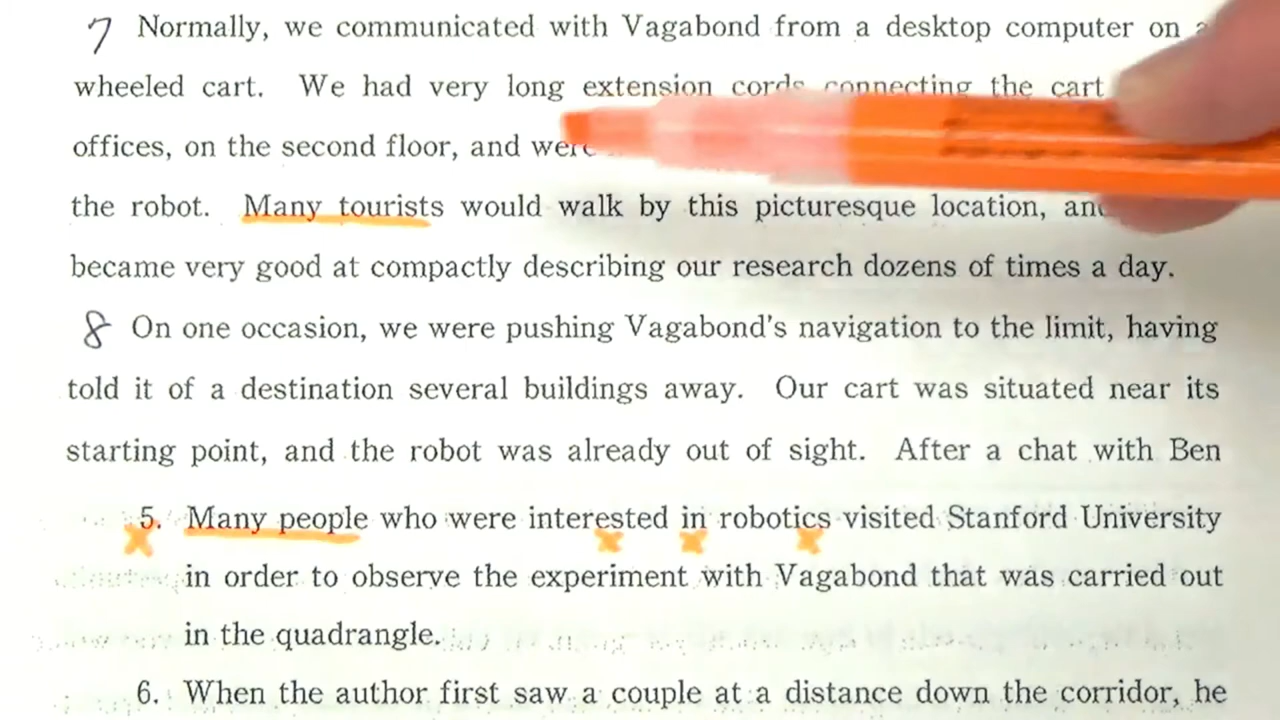 7 Normally, we communicated with Vagabond from a desktop computer on a
wheeled cart. We had very long extension cords connecting the cart
offices, on the second floor, and were
the robot. Many tourists would walk by this picturesque location, and
became very good at compactly describing our research dozens of times a day.
8 On one occasion, we were pushing Vagabond's navigation to the limit, having
told it of a destination several buildings away. Our cart was situated near its
starting point, and the robot was already out of sight. After a chat with Ben
5. Many people who were interested in robotics visited Stanford University
in order to observe the experiment with Vagabond that was carried out
in the quadrangle.
6. When the author first saw a couple at a distance down the corridor, he